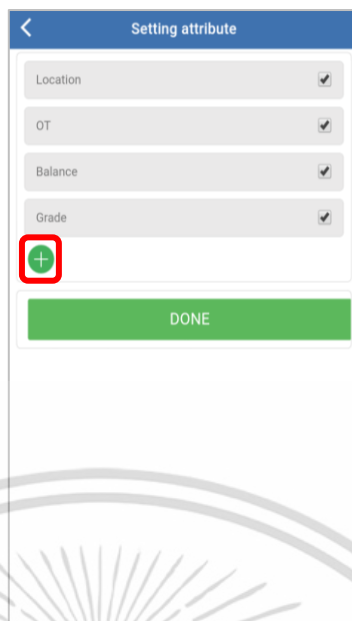 Setting attribute
Location
OT
Balance
Grade
DONE